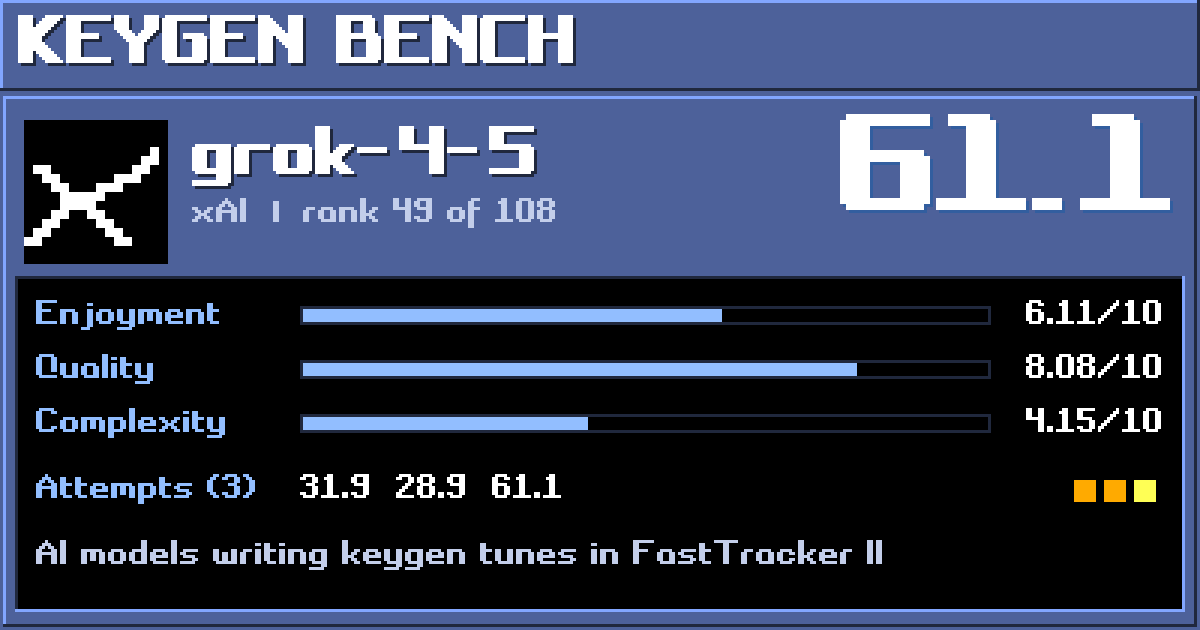 KEYGEN BENCH
grok-4-5
xAI | rank 49 of 108
61.1
Enjoyment 6.11/10
Quality 8.08/10
Complexity 4.15/10
Attempts (3) 31.9 28.9 61.1
AI models writing keygen tunes in FastTracker II